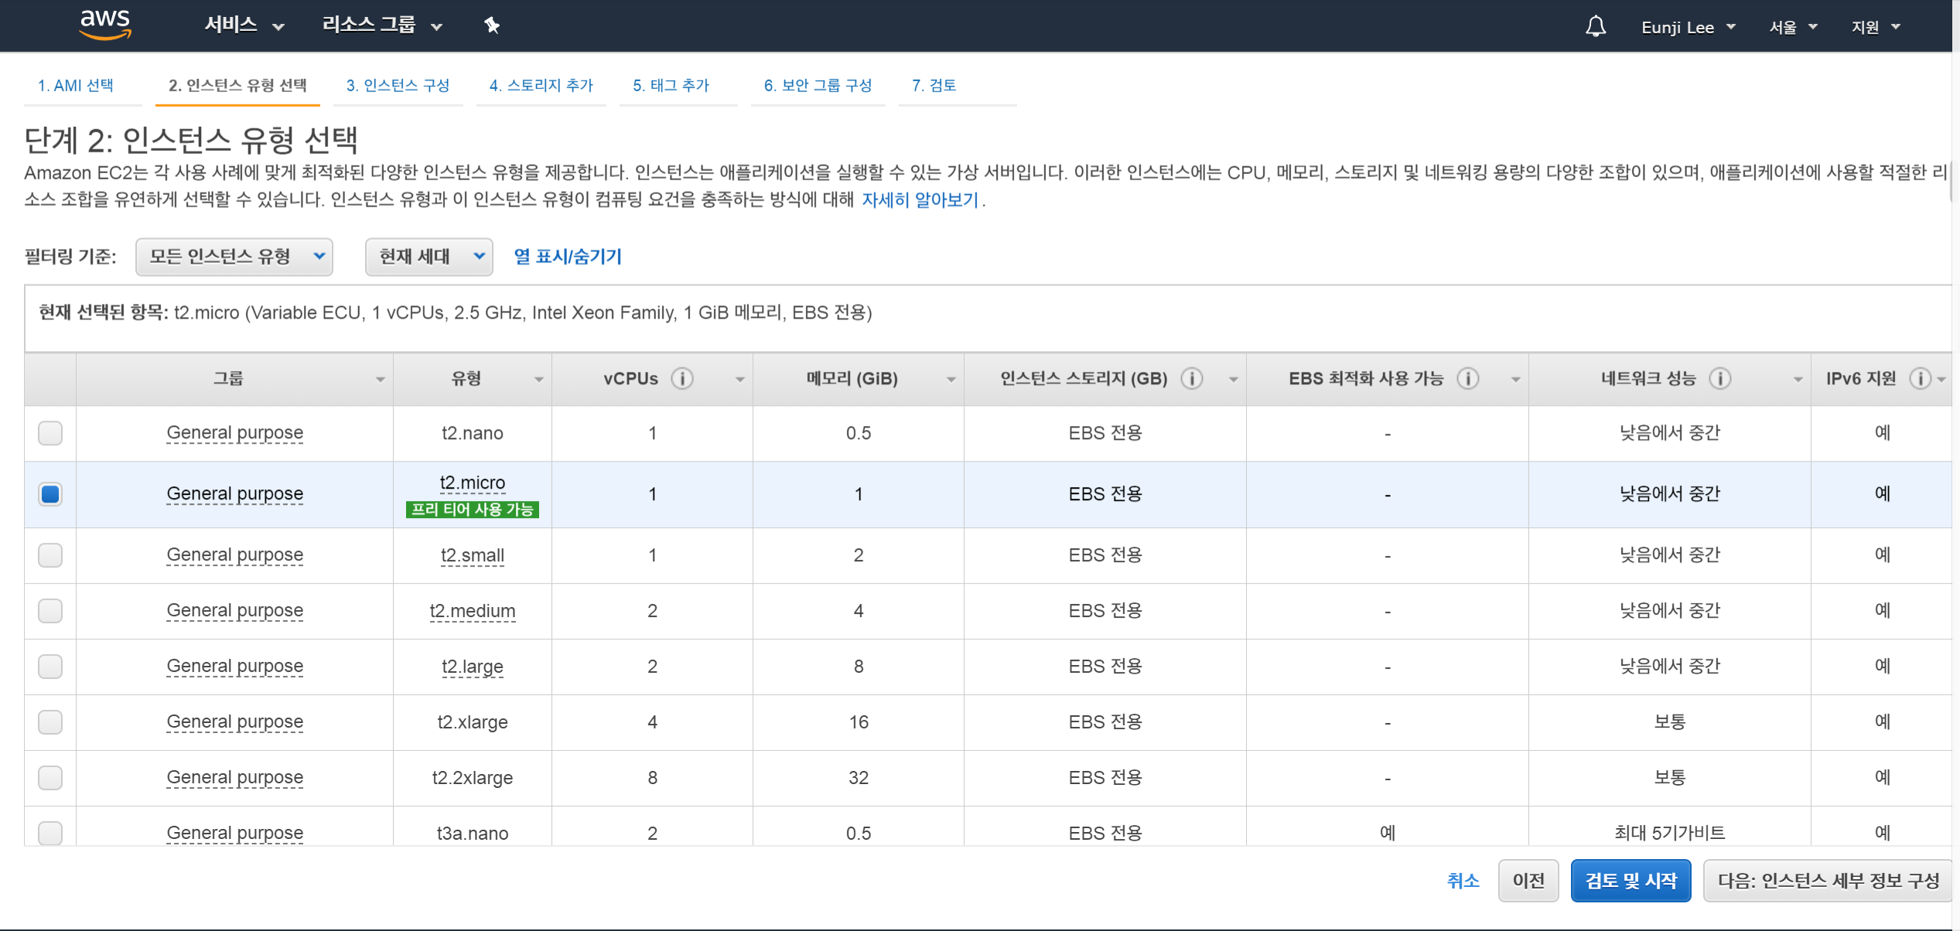 aws 서비스 리소스 그룹 Eunji Lee 서울 지원
1. AMI 선택 2. 인스턴스 유형 선택 3. 인스턴스 구성 4. 스토리지 추가 5. 태그 추가 6. 보안 그룹 구성 7. 검토
단계 2: 인스턴스 유형 선택
Amazon EC2는 각 사용 사례에 맞게 최적화된 다양한 인스턴스 유형을 제공합니다. 인스턴스는 애플리케이션을 실행할 수 있는 가상 서버입니다. 이러한 인스턴스에는 CPU, 메모리, 스토리지 및 네트워킹 용량의 다양한 조합이 있으며, 애플리케이션에 사용할 적절한 리
소스 조합을 유연하게 선택할 수 있습니다. 인스턴스 유형과 이 인스턴스 유형이 컴퓨팅 요건을 충족하는 방식에 대해 자세히 알아보기.
필터링 기준: 모든 인스턴스 유형 현재 세대 열 표시/숨기기
현재 선택된 항목: t2.micro (Variable ECU, 1 vCPUs, 2.5 GHz, Intel Xeon Family, 1 GiB 메모리, EBS 전용)
그룹 유형 vCPUs 메모리 (GiB) 인스턴스 스토리지 (GB) EBS 최적화 사용 가능 네트워크 성능 IPv6 지원
General purpose t2.nano 1 0.5 EBS 전용 - 낮음에서 중간 예
General purpose t2.micro 1 1 EBS 전용 - 낮음에서 중간 예
프리 티어 사용 가능
General purpose t2.small 1 2 EBS 전용 - 낮음에서 중간 예
General purpose t2.medium 2 4 EBS 전용 - 낮음에서 중간 예
General purpose t2.large 2 8 EBS 전용 - 낮음에서 중간 예
General purpose t2.xlarge 4 16 EBS 전용 - 보통 예
General purpose t2.2xlarge 8 32 EBS 전용 - 보통 예
General purpose t3a.nano 2 0.5 EBS 전용 예 최대 5기가비트 예
취소 이전 검토 및 시작 다음: 인스턴스 세부 정보 구성